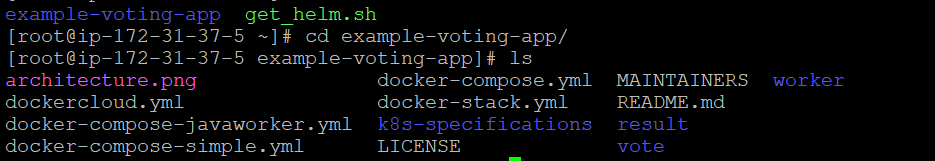 example-voting-app  get_helm.sh
[root@ip-172-31-37-5 ~]# cd example-voting-app/
[root@ip-172-31-37-5 example-voting-app]# ls
architecture.png               docker-compose.yml  MAINTAINERS  worker
dockercloud.yml                docker-stack.yml    README.md
docker-compose-javaworker.yml  k8s-specifications  result
docker-compose-simple.yml      LICENSE             vote